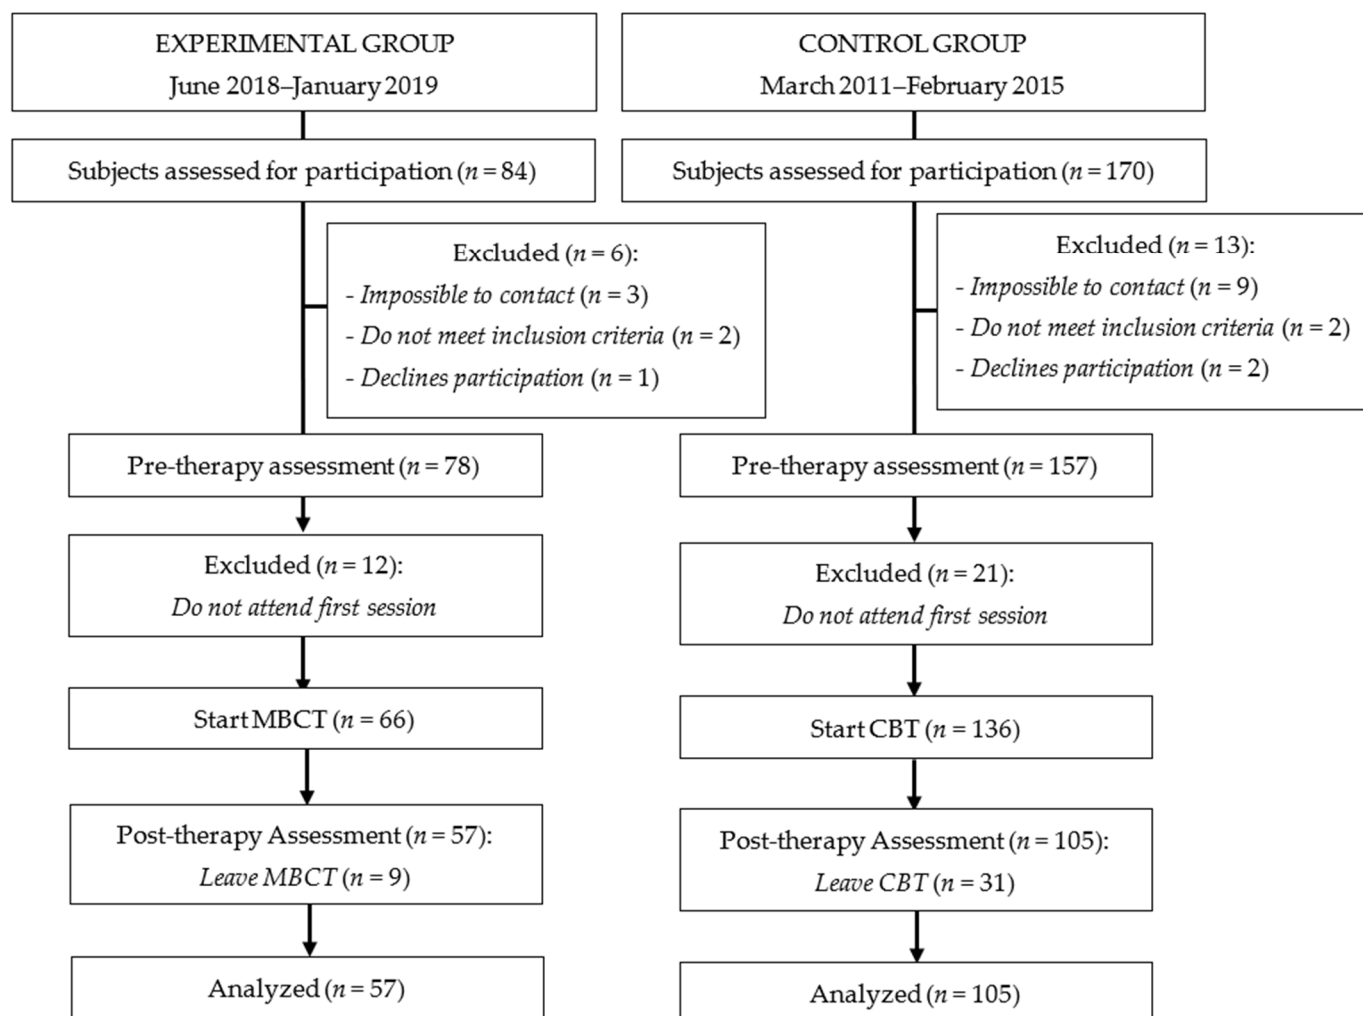 EXPERIMENTAL GROUP
June 2018–January 2019
Subjects assessed for participation (n = 84)
Excluded (n = 6):
- Impossible to contact (n = 3)
- Do not meet inclusion criteria (n = 2)
- Declines participation (n = 1)
Pre-therapy assessment (n = 78)
Excluded (n = 12):
Do not attend first session
Start MBCT (n = 66)
Post-therapy Assessment (n = 57):
Leave MBCT (n = 9)
Analyzed (n = 57)
CONTROL GROUP
March 2011–February 2015
Subjects assessed for participation (n = 170)
Excluded (n = 13):
- Impossible to contact (n = 9)
- Do not meet inclusion criteria (n = 2)
- Declines participation (n = 2)
Pre-therapy assessment (n = 157)
Excluded (n = 21):
Do not attend first session
Start CBT (n = 136)
Post-therapy Assessment (n = 105):
Leave CBT (n = 31)
Analyzed (n = 105)